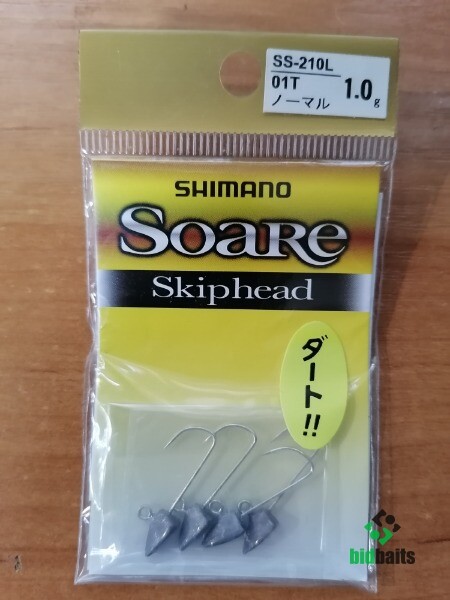 SS-210L
01T
ノーマル
1.0g
SHIMANO
SOARE
Skiphead
ダート!!
bidbaits